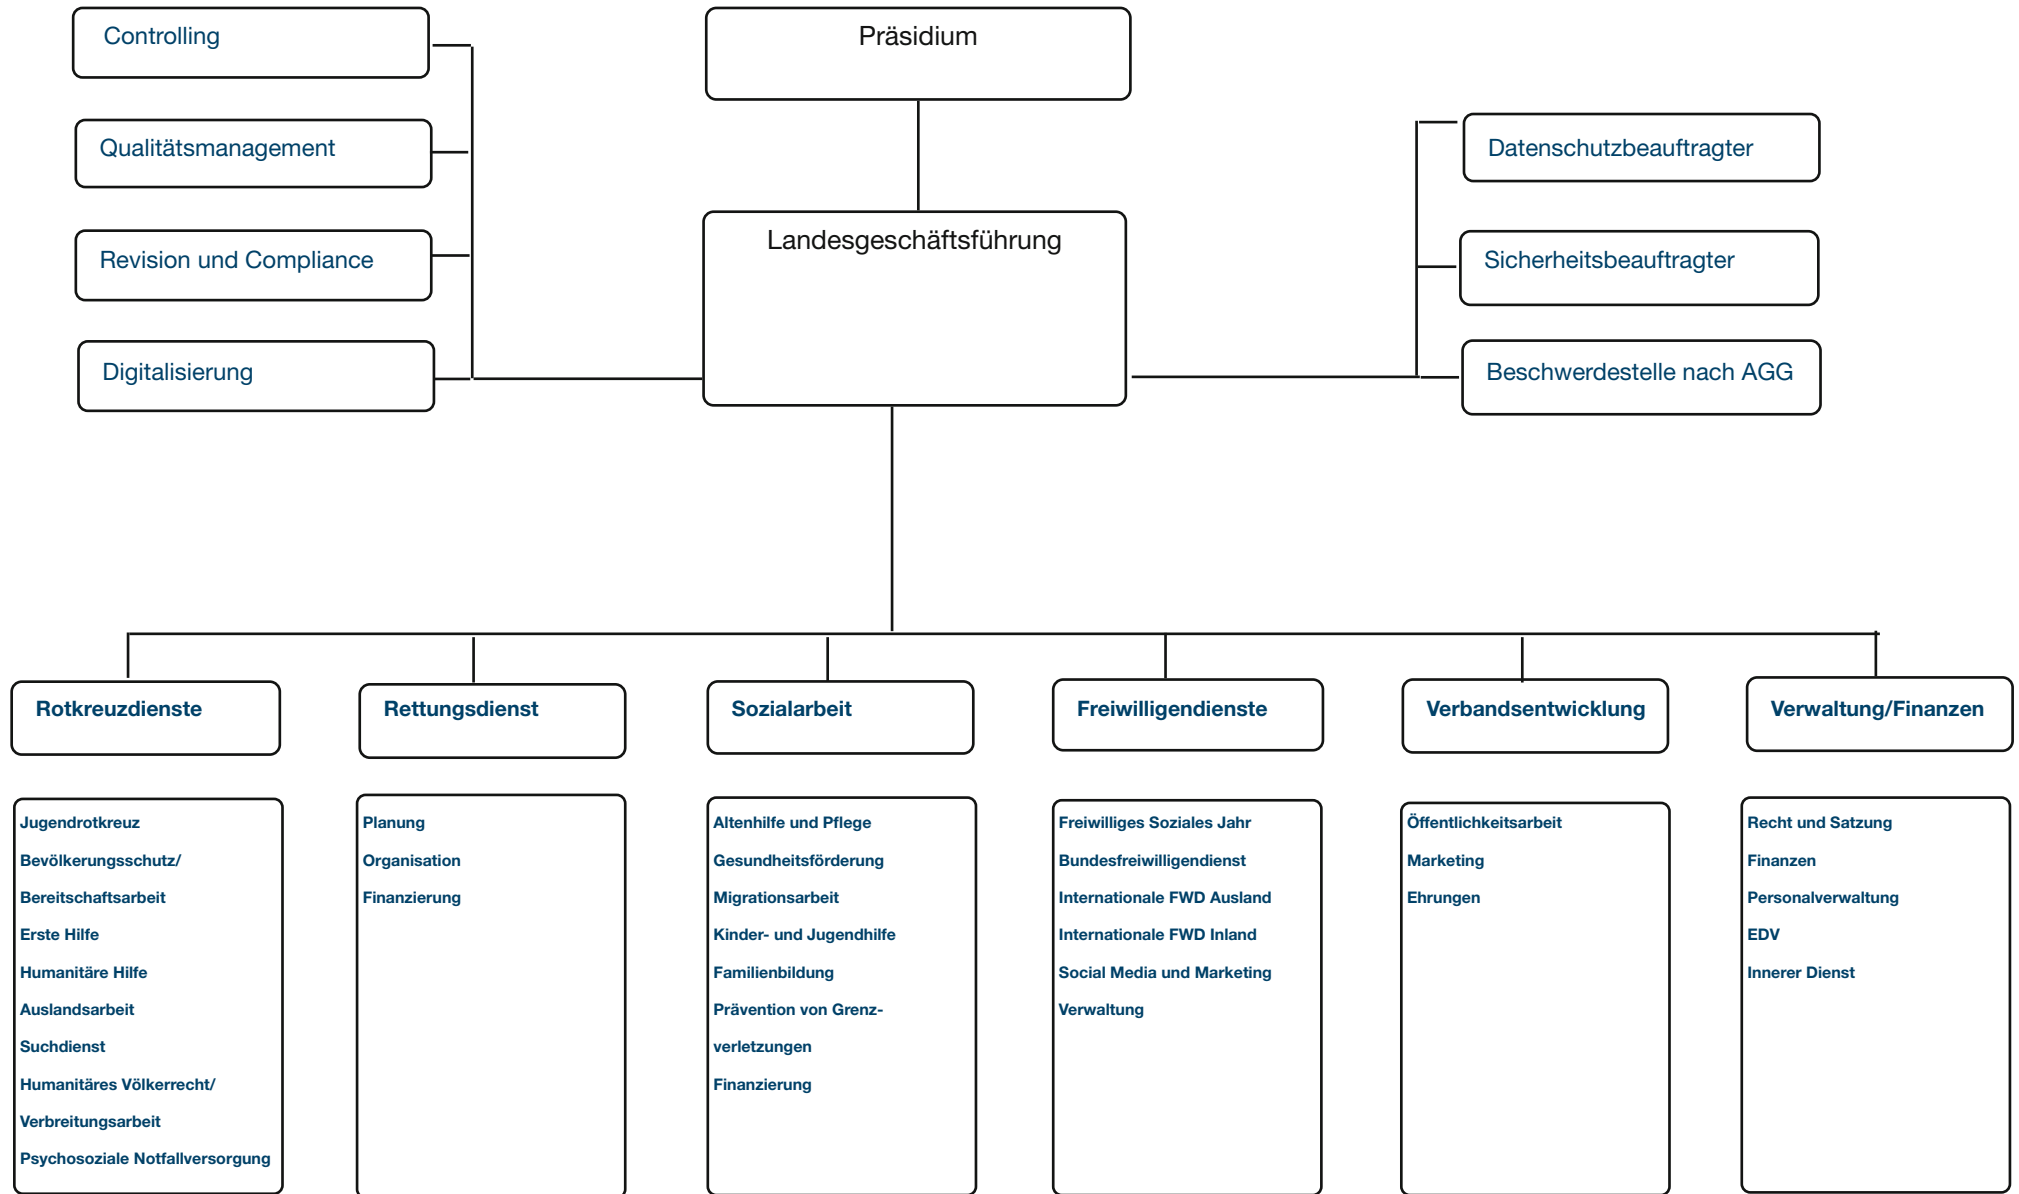 Präsidium
Landesgeschäftsführung
Controlling
Qualitätsmanagement
Revision und Compliance
Digitalisierung
Datenschutzbeauftragter
Sicherheitsbeauftragter
Beschwerdestelle nach AGG
Rotkreuzdienste
Jugendrotkreuz
Bevölkerungsschutz/
Bereitschaftsarbeit
Erste Hilfe
Humanitäre Hilfe
Auslandsarbeit
Suchdienst
Humanitäres Völkerrecht/
Verbreitungsarbeit
Psychosoziale Notfallversorgung
Rettungsdienst
Planung
Organisation
Finanzierung
Sozialarbeit
Altenhilfe und Pflege
Gesundheitsförderung
Migrationsarbeit
Kinder- und Jugendhilfe
Familienbildung
Prävention von Grenz-
verletzungen
Finanzierung
Freiwilligendienste
Freiwilliges Soziales Jahr
Bundesfreiwilligendienst
Internationale FWD Ausland
Internationale FWD Inland
Social Media und Marketing
Verwaltung
Verbandsentwicklung
Öffentlichkeitsarbeit
Marketing
Ehrungen
Verwaltung/Finanzen
Recht und Satzung
Finanzen
Personalverwaltung
EDV
Innerer Dienst